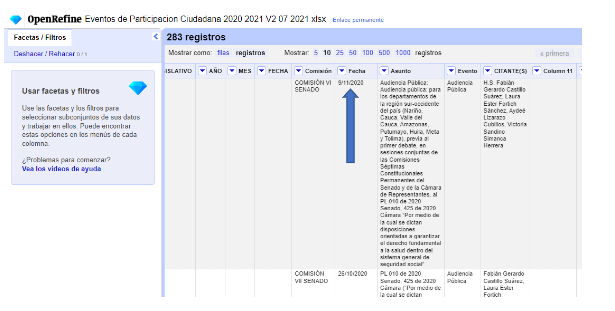 OpenRefine Eventos de Participacion Ciudadana 2020 2021 V2 07 2021 xlsx Enlace permanente
Facetas / Filtros
Deshacer / Rehacer 0 / 1
Usar facetas y filtros
Use las facetas y los filtros para
seleccionar subconjuntos de sus datos
y trabajar en ellos. Puede encontrar
estas opciones en los menús de cada
columna.
¿Problemas para comenzar?
Vea los videos de ayuda
283 registros
Mostrar como: filas registros Mostrar: 5 10 25 50 100 500 1000 registros « primera
ISLATIVO AÑO MES FECHA Comisión Fecha Asunto Evento CITANTE(S) Column 11
COMISIÓN VI
SENADO
9/11/2020
Audiencia Pública:
Audiencia pública: para
los departamentos de
la región sur-occidente
del país (Nariño,
Cauca, Valle del
Cauca, Amazonas,
Putumayo, Huila, Meta
y Tolima), previa al
primer debate, en
sesiones conjuntas de
las Comisiones
Séptimas
Constitucionales
Permanentes del
Senado y de la Cámara
de Representantes, al
PL 010 de 2020
Senado, 425 de 2020
Cámara "Por medio de
la cual se dictan
disposiciones
orientadas a garantizar
el derecho fundamental
a la salud dentro del
sistema general de
seguridad social"
Audiencia
Pública
H.S. Fabián
Gerardo Castillo
Suárez, Laura
Ester Fortich
Sánchez, Aydeé
Lizarazo
Cubillos, Victoria
Sandino
Simanca
Herrera
COMISIÓN
VII SENADO
26/10/2020
PL 010 de 2020
Senado, 425 de 2020
Cámara ("Por medio de
la cual se dictan
Audiencia
Pública
Fabián Gerardo
Castillo Suárez,
Laura Ester
Fortich